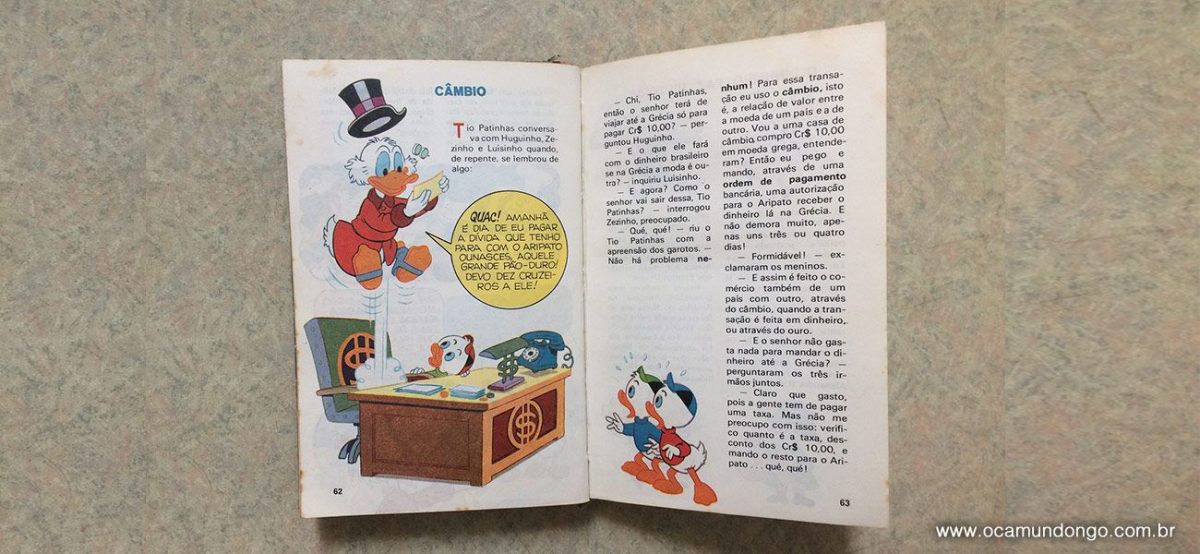 CÂMBIO
Tio Patinhas conversa-
va com Huguinho, Ze-
zinho e Luisinho quando,
de repente, se lembrou de
algo:
QUAC! AMANHÃ
É DIA DE EU PAGAR
A DÍVIDA QUE TENHO
PARA COM O ARIPATO
OUNASCES, AQUELE
GRANDE PÃO-DURO!
DEVO DEZ CRUZEI-
ROS A ELE!
62
— Chi, Tio Patinhas,
então o senhor terá de
viajar até a Grécia só para
pagar Cr$ 10,00? — per-
guntou Huguinho.
— E o que ele fará
com o dinheiro brasileiro
se na Grécia a moda é ou-
tra? — inquiriu Luisinho.
— E agora? Como o
senhor vai sair dessa, Tio
Patinhas? — interrogou
Zezinho, preocupado.
— Qué, qué! — riu o
Tio Patinhas com a
apreensão dos garotos. —
Não há problema ne-
nhum! Para essa transa-
ção eu uso o câmbio, isto
é, a relação de valor entre
a moeda de um país e a de
outro. Vou a uma casa de
câmbio, compro Cr$ 10,00
em moeda grega, entende-
ram? Então eu pego e
mando, através de uma
ordem de pagamento
bancária, uma autorização
para o Aripato receber o
dinheiro lá na Grécia. E
não demora muito, ape-
nas uns três ou quatro
dias!
— Formidável! — ex-
clamaram os meninos.
— E assim é feito o co-
mércio também de um
país com outro, através
do câmbio, quando a tran-
sação é feita em dinheiro,
ou através do ouro.
— E o senhor não gas-
ta nada para mandar o di-
nheiro até a Grécia? —
perguntaram os três ir-
mãos juntos.
— Claro que gasto,
pois a gente tem de pagar
uma taxa. Mas não me
preocupo com isso: verifi-
co quanto é a taxa, des-
conto dos Cr$ 10,00, e
mando o resto para o Ari-
pato . . . qué, qué!
63
www.ocamundongo.com.br